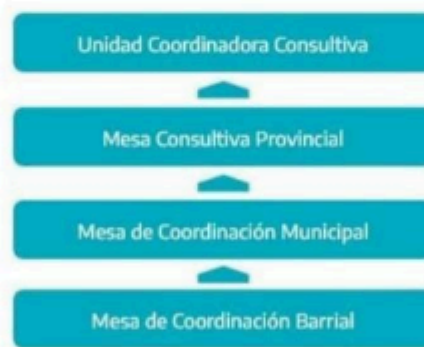 Unidad Coordinadora Consultiva
Mesa Consultiva Provincial
Mesa de Coordinación Municipal
Mesa de Coordinación Barrial